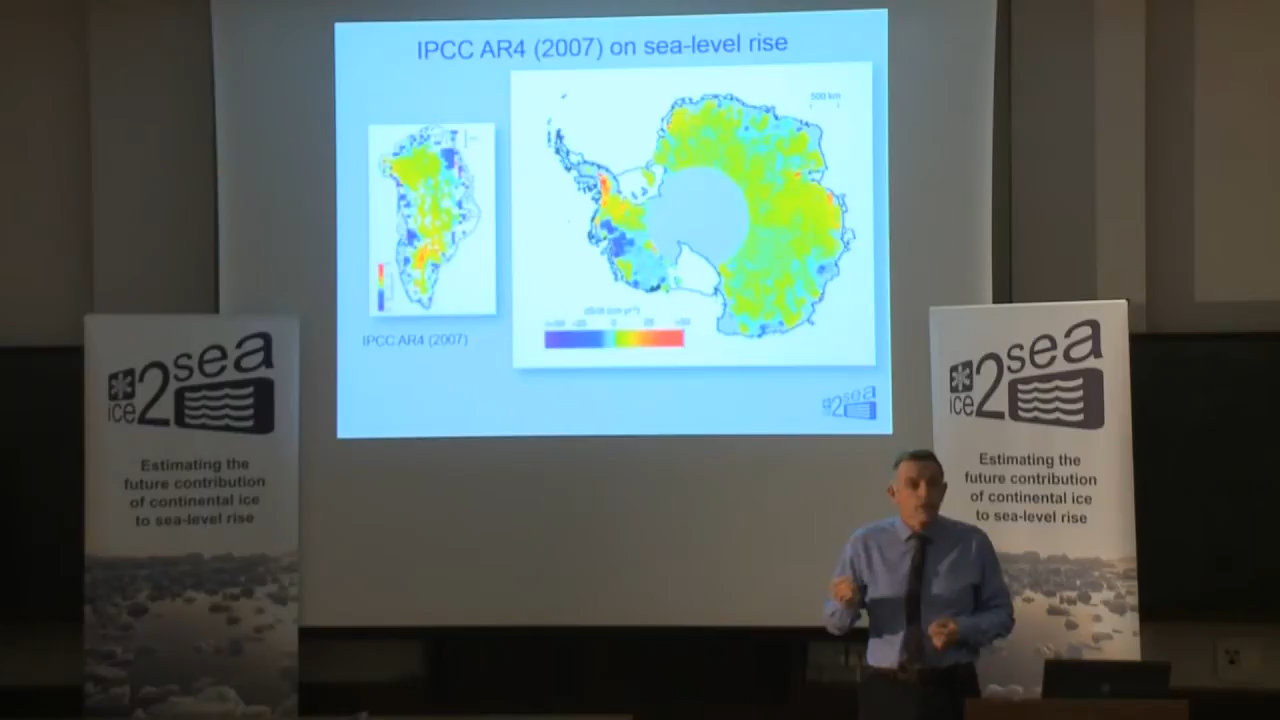 IPCC AR4 (2007) on sea-level rise
500 km
IPCC AR4 (2007)
ice2sea
ice2sea
Estimating the
future contribution
of continental ice
to sea-level rise
ice2sea
Estimating the
future contribution
of continental ice
to sea-level rise